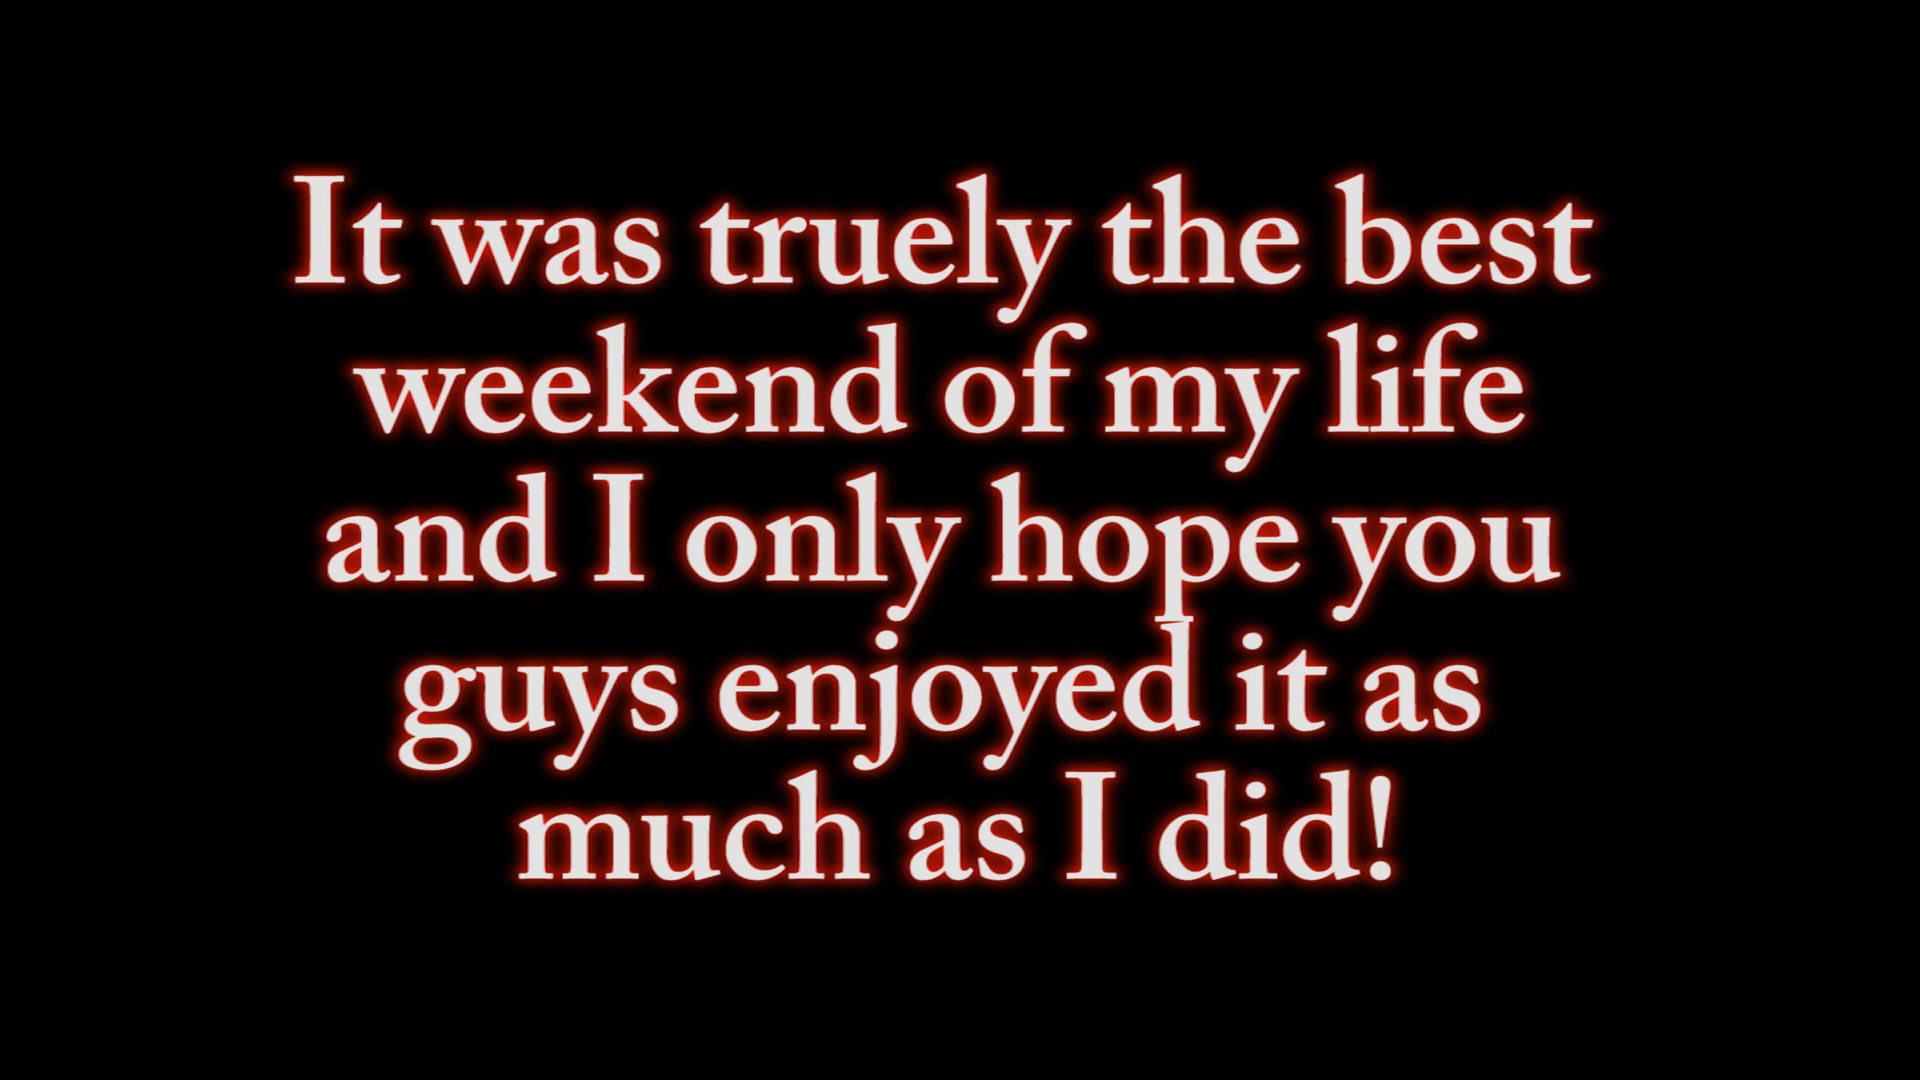 It was truely the best
weekend of my life
and I only hope you
guys enjoyed it as
much as I did!